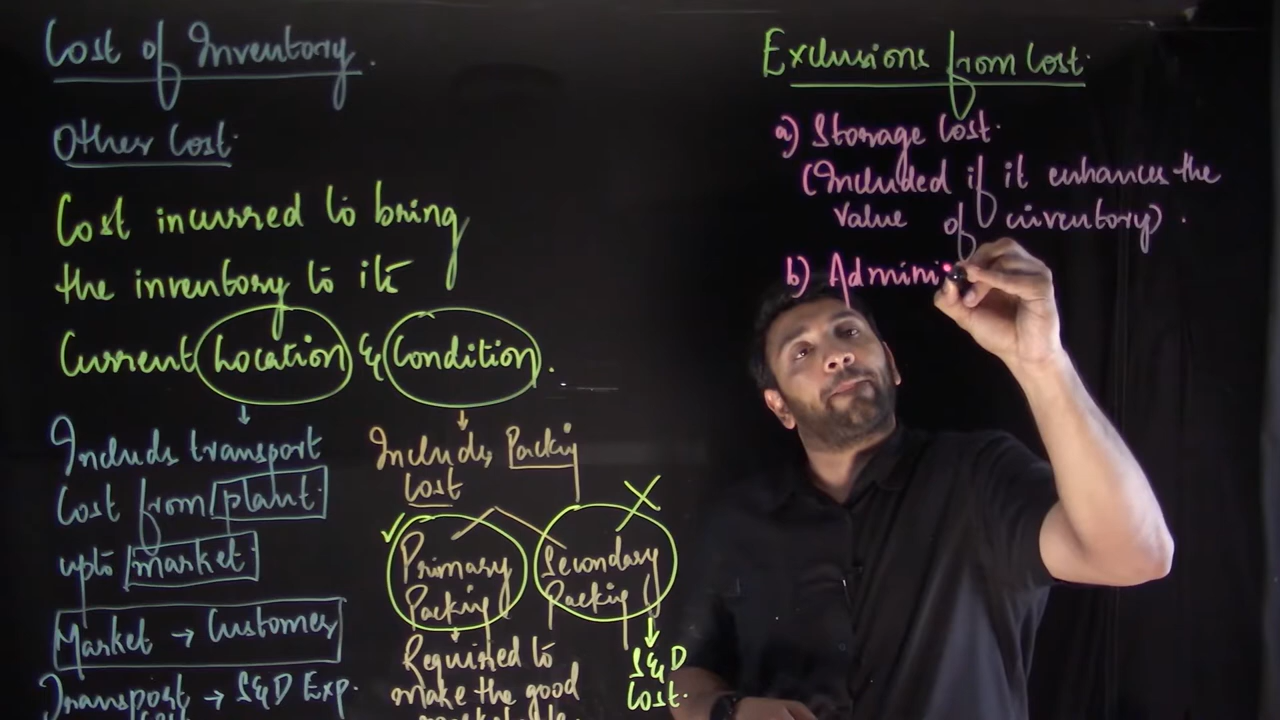 Cost of Inventory.
Other Cost.
Cost incurred to bring
the inventory to its
Current Location & Condition.
Includs transport
Cost from plant.
upto market.
Market → Customer
Transport → S&D Exp.
Cost
Includes Packing
Cost
Primary
Packing
Required to
make the good
marketable.
Secondary
Packing
S&D
Cost.
Exclusions from Cost.
a) Storage Cost.
(Included if it enhances the
value of inventory).
b) Admini